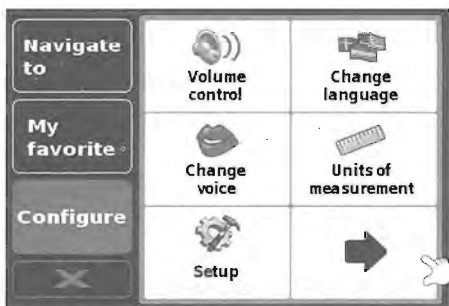 Navigate
to
My
favorite
Configure
Volume
control
Change
language
Change
voice
Units of
measurement
Setup